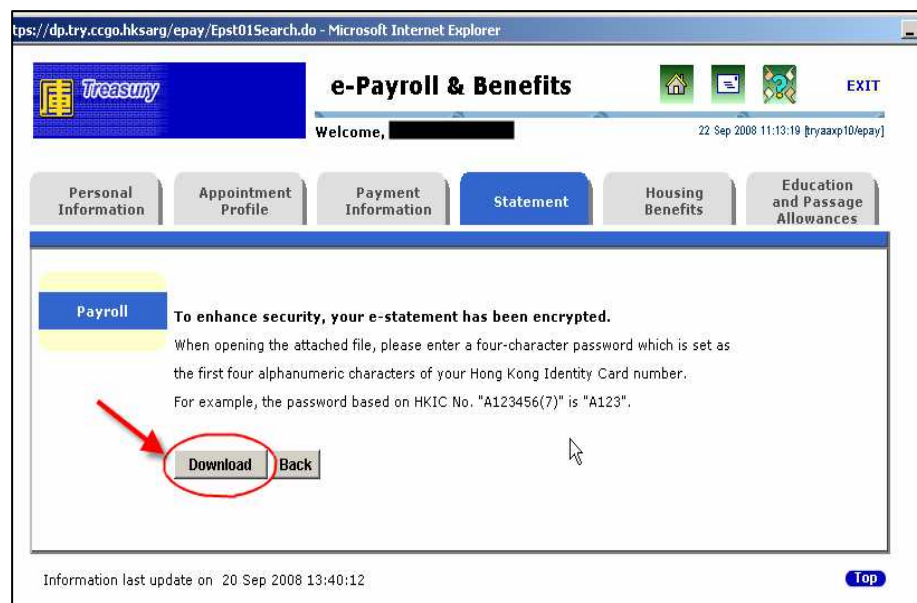 tps://dp.try.ccgo.hksarg/epay/Epst01Search.do - Microsoft Internet Explorer
Treasury
e-Payroll & Benefits
EXIT
Welcome,
22 Sep 2008 11:13:19 [tryaaxp10/epay]
Personal Information
Appointment Profile
Payment Information
Statement
Housing Benefits
Education and Passage Allowances
Payroll
To enhance security, your e-statement has been encrypted.
When opening the attached file, please enter a four-character password which is set as
the first four alphanumeric characters of your Hong Kong Identity Card number.
For example, the password based on HKIC No. "A123456(7)" is "A123".
Download
Back
Information last update on 20 Sep 2008 13:40:12
Top